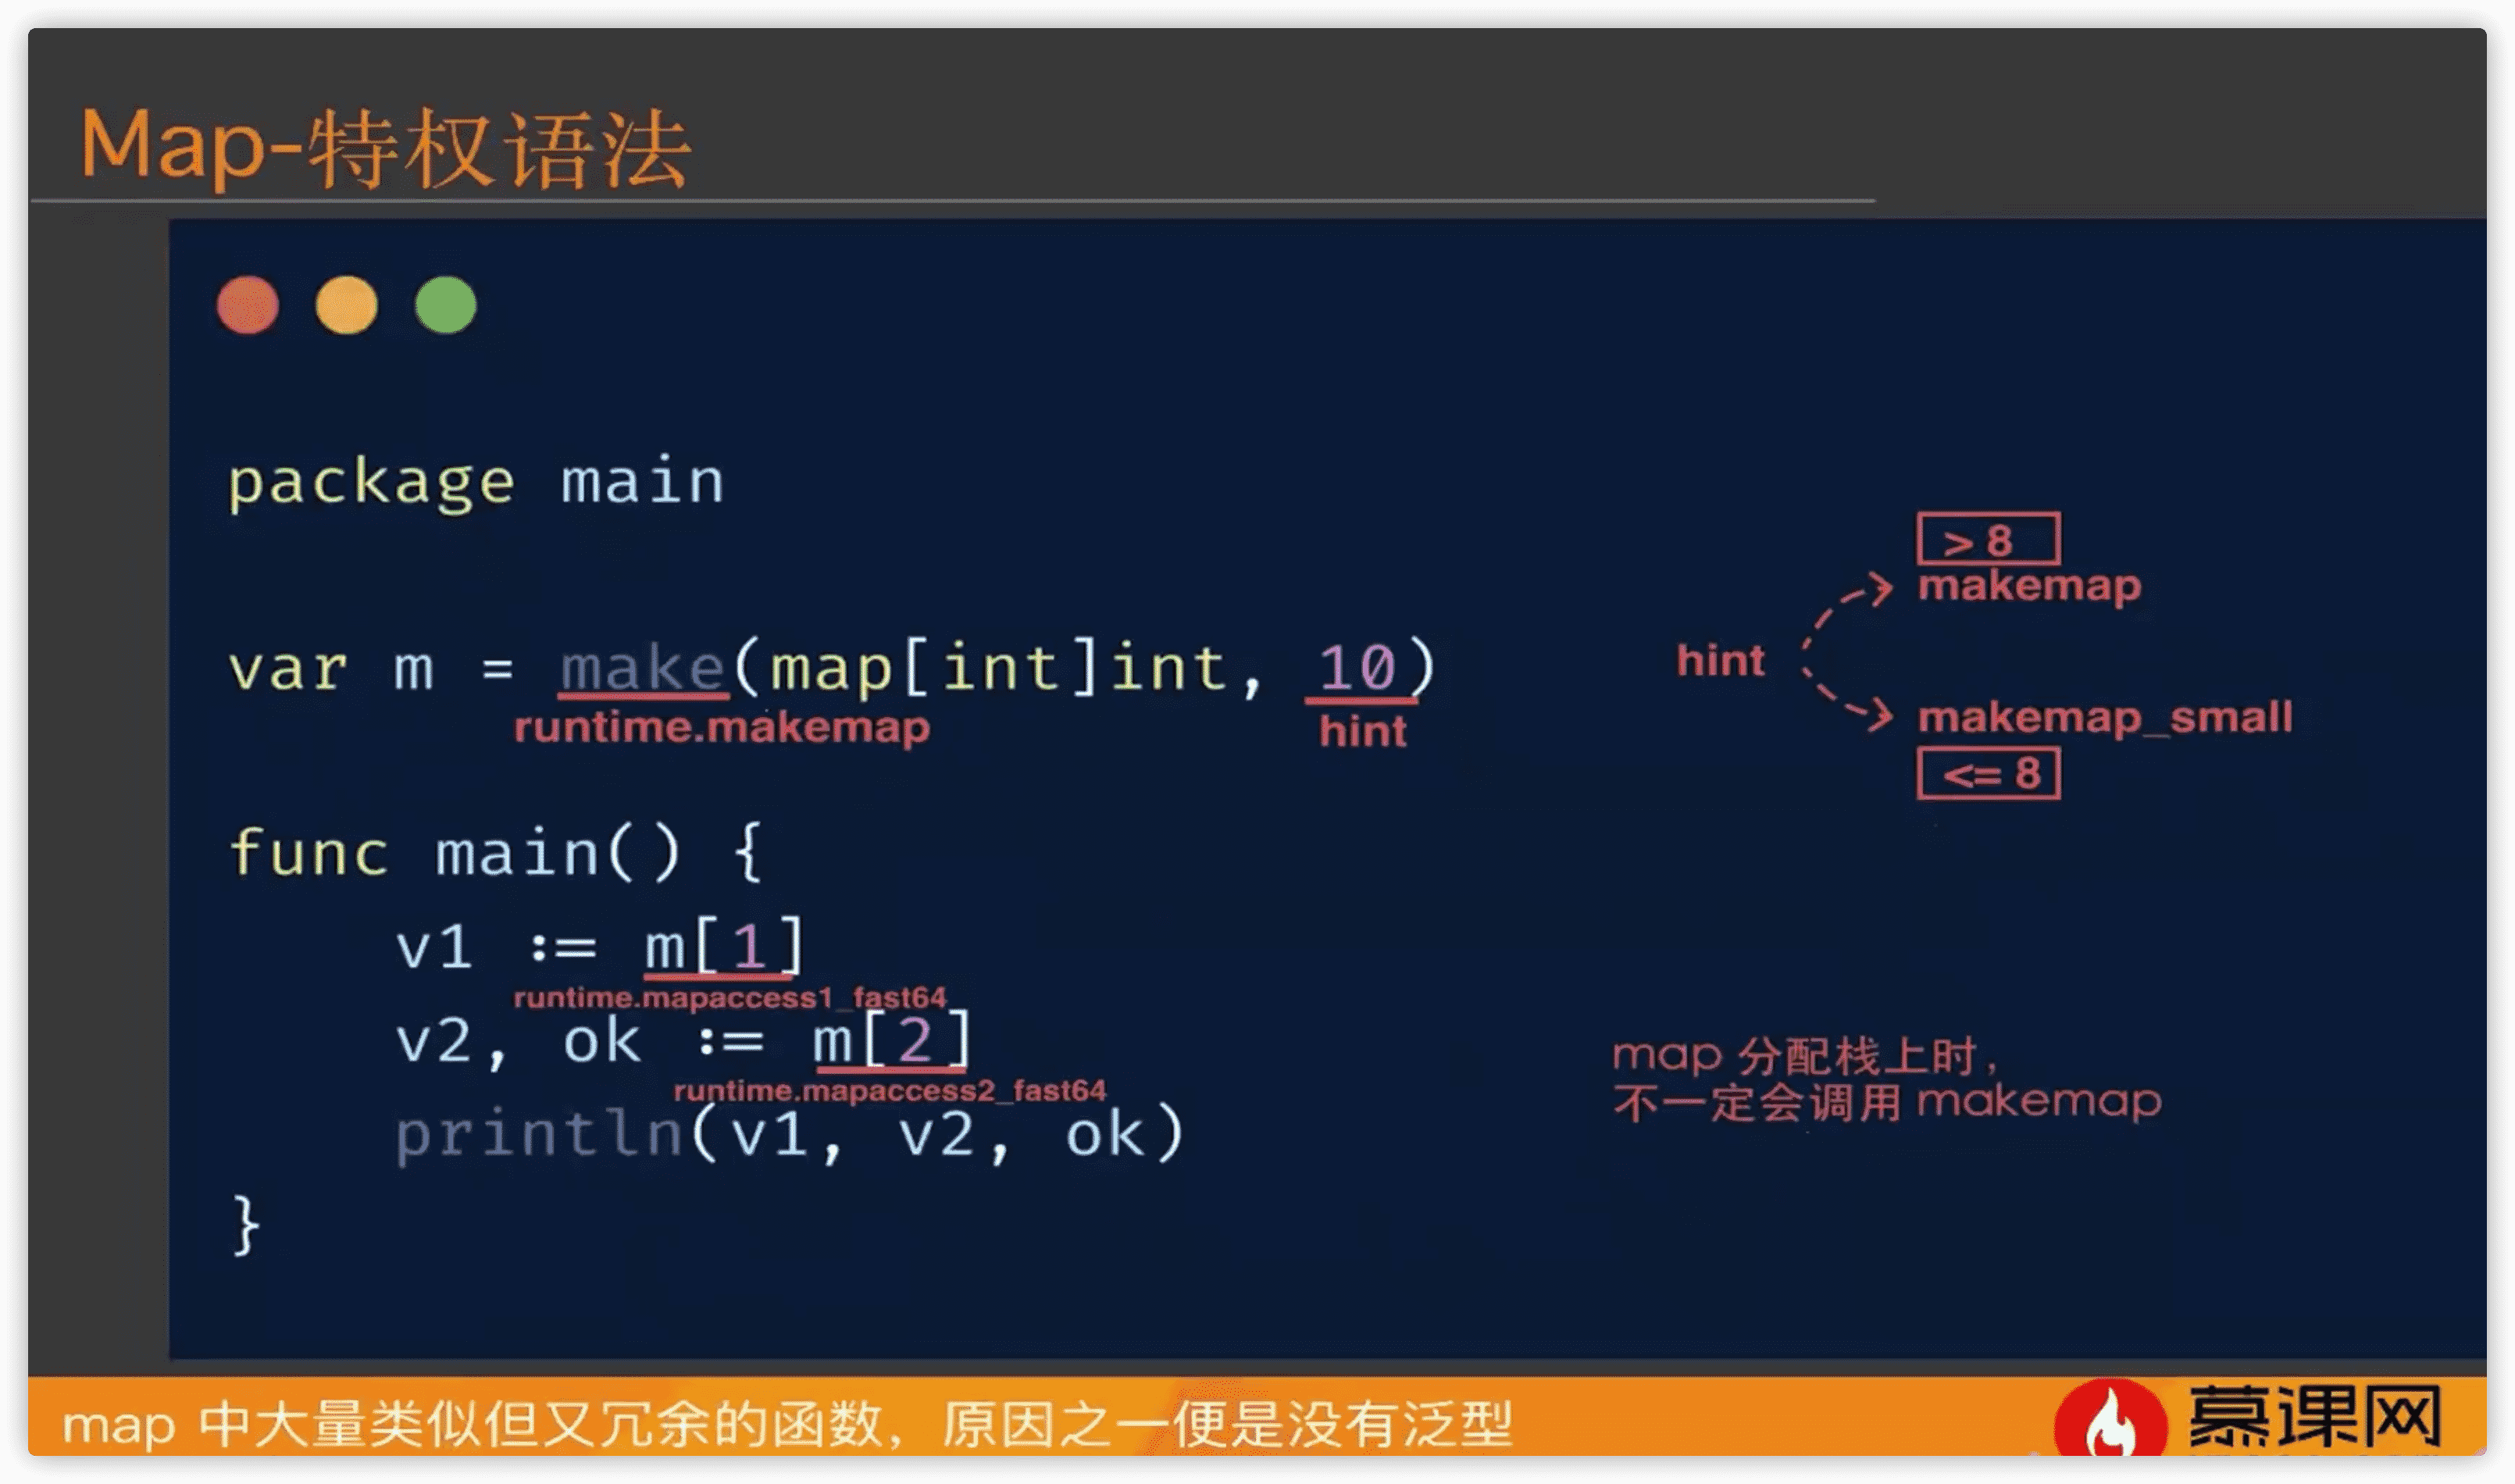 Map-特权语法
package main
var m = make(map[int]int, 10)
runtime.makemap
hint
func main() {
v1 := m[1]
runtime.mapaccess1_fast64
v2, ok := m[2]
runtime.mapaccess2_fast64
println(v1, v2, ok)
}
> 8
makemap
hint
makemap_small
<= 8
map 分配栈上时，
不一定会调用 makemap
map 中大量类似但又冗余的函数，原因之一便是没有泛型
慕课网